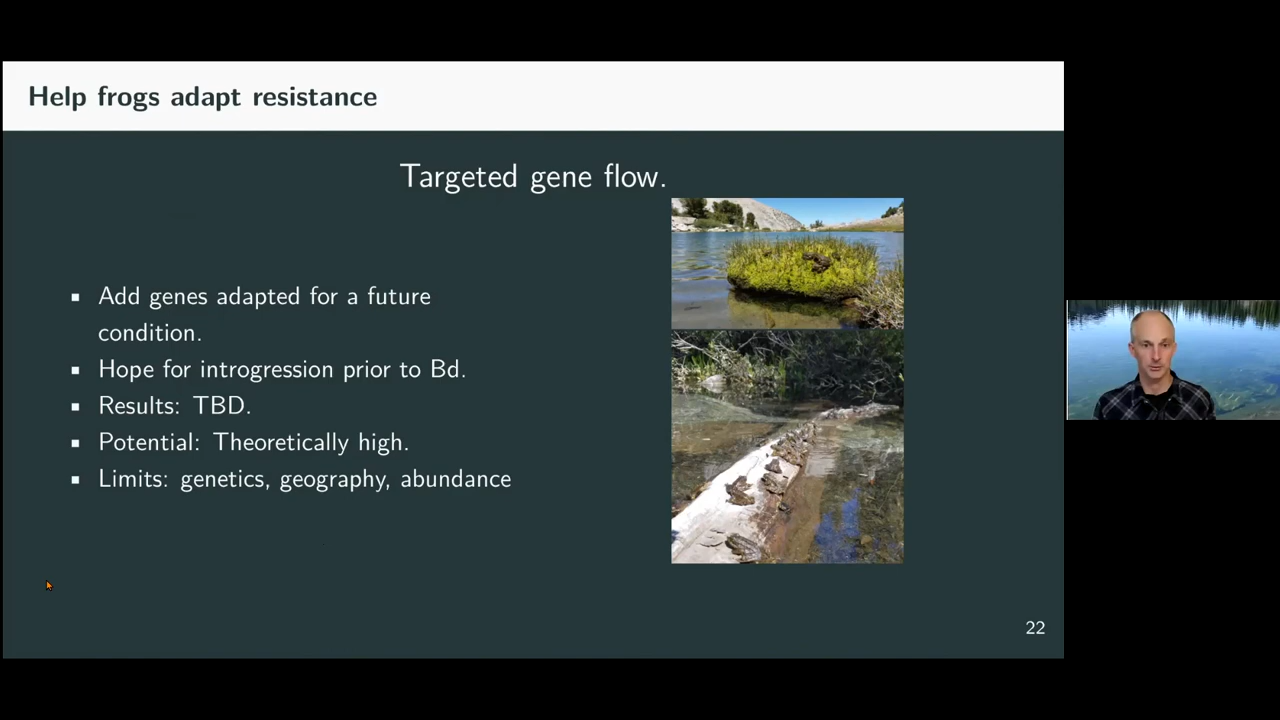 Help frogs adapt resistance
Targeted gene flow.
Add genes adapted for a future
condition.
Hope for introgression prior to Bd.
Results: TBD.
Potential: Theoretically high.
Limits: genetics, geography, abundance
22